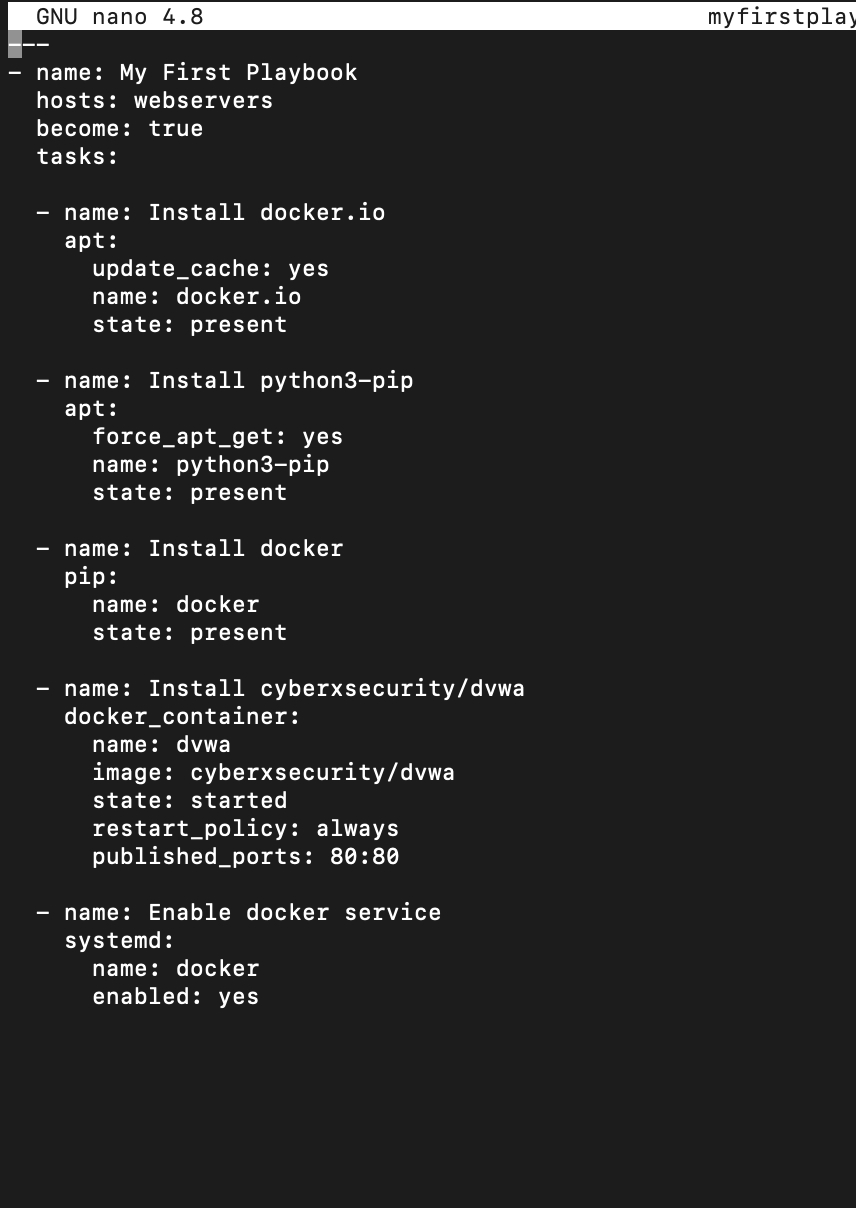 GNU nano 4.8 myfirstplay
---
- name: My First Playbook
  hosts: webservers
  become: true
  tasks:

  - name: Install docker.io
    apt:
      update_cache: yes
      name: docker.io
      state: present

  - name: Install python3-pip
    apt:
      force_apt_get: yes
      name: python3-pip
      state: present

  - name: Install docker
    pip:
      name: docker
      state: present

  - name: Install cyberxsecurity/dvwa
    docker_container:
      name: dvwa
      image: cyberxsecurity/dvwa
      state: started
      restart_policy: always
      published_ports: 80:80

  - name: Enable docker service
    systemd:
      name: docker
      enabled: yes